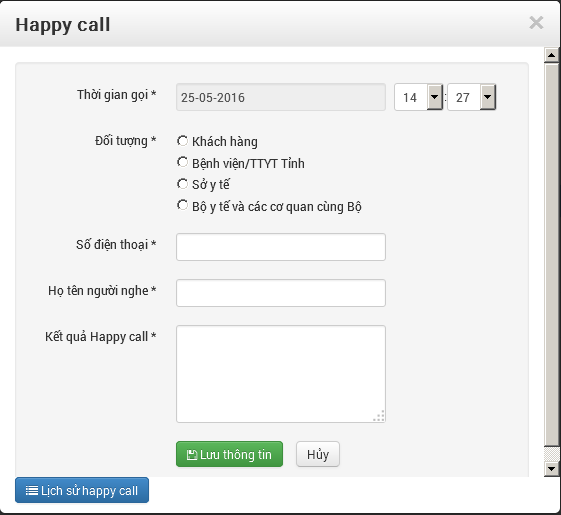 Happy call ×
Thời gian gọi * 25-05-2016 14 : 27
Đối tượng * Khách hàng
Bệnh viện/TTYT Tỉnh
Sở y tế
Bộ y tế và các cơ quan cùng Bộ
Số điện thoại *
Họ tên người nghe *
Kết quả Happy call *
Lưu thông tin Hủy
Lịch sử happy call